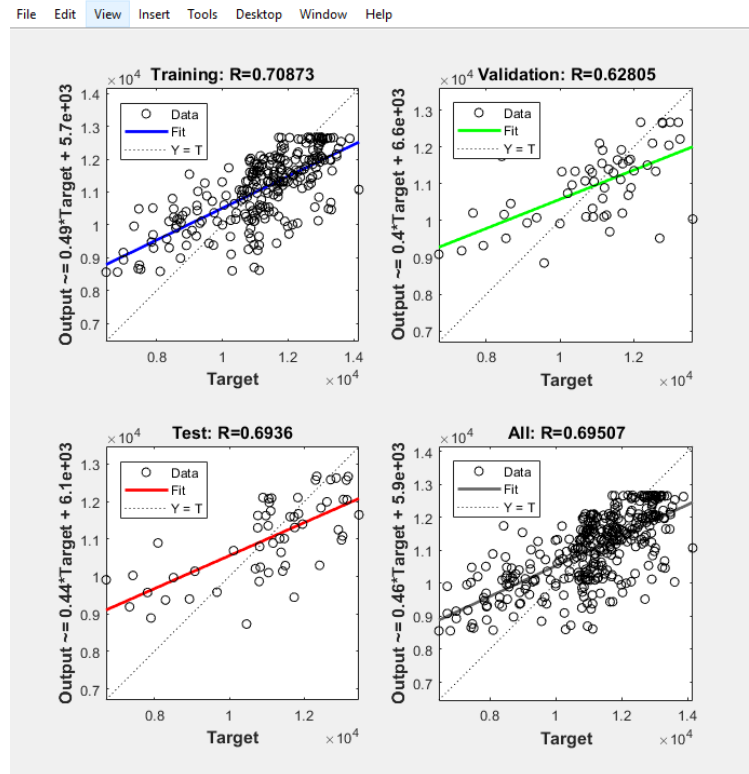 File Edit View Insert Tools Desktop Window Help
×10⁴ Training: R=0.70873
Output ~= 0.49*Target + 5.7e+03
1.4
1.3
1.2
1.1
1
0.9
0.8
0.7
Data
Fit
Y = T
0.8 1 1.2 1.4
Target ×10⁴
×10⁴ Validation: R=0.62805
Output ~= 0.4*Target + 6.6e+03
1.3
1.2
1.1
1
0.9
0.8
0.7
Data
Fit
Y = T
0.8 1 1.2
Target ×10⁴
×10⁴ Test: R=0.6936
Output ~= 0.44*Target + 6.1e+03
1.3
1.2
1.1
1
0.9
0.8
0.7
Data
Fit
Y = T
0.8 1 1.2
Target ×10⁴
×10⁴ All: R=0.69507
Output ~= 0.46*Target + 5.9e+03
1.4
1.3
1.2
1.1
1
0.9
0.8
0.7
Data
Fit
Y = T
0.8 1 1.2 1.4
Target ×10⁴